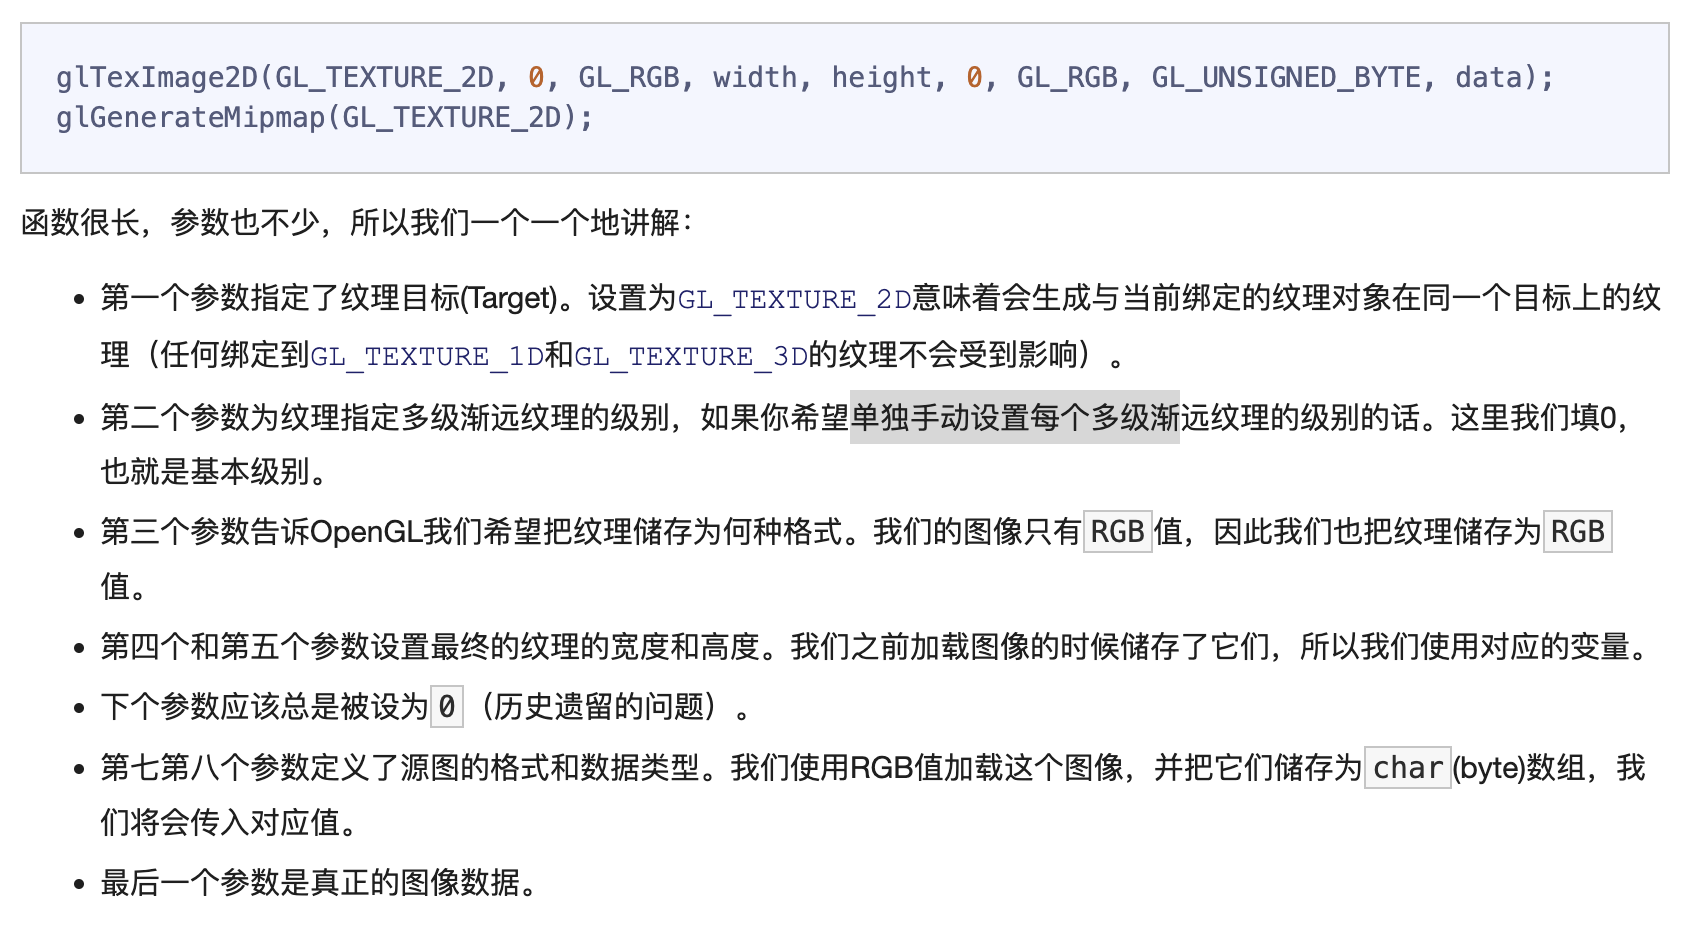 glTexImage2D(GL_TEXTURE_2D, 0, GL_RGB, width, height, 0, GL_RGB, GL_UNSIGNED_BYTE, data);
glGenerateMipmap(GL_TEXTURE_2D);
函数很长，参数也不少，所以我们一个一个地讲解：
• 第一个参数指定了纹理目标(Target)。设置为GL_TEXTURE_2D意味着会生成与当前绑定的纹理对象在同一个目标上的纹
理（任何绑定到GL_TEXTURE_1D和GL_TEXTURE_3D的纹理不会受到影响）。
• 第二个参数为纹理指定多级渐远纹理的级别，如果你希望单独手动设置每个多级渐远纹理的级别的话。这里我们填0，
也就是基本级别。
• 第三个参数告诉OpenGL我们希望把纹理储存为何种格式。我们的图像只有RGB值，因此我们也把纹理储存为RGB
值。
• 第四个和第五个参数设置最终的纹理的宽度和高度。我们之前加载图像的时候储存了它们，所以我们使用对应的变量。
• 下个参数应该总是被设为0（历史遗留的问题）。
• 第七第八个参数定义了源图的格式和数据类型。我们使用RGB值加载这个图像，并把它们储存为char(byte)数组，我
们将会传入对应值。
• 最后一个参数是真正的图像数据。